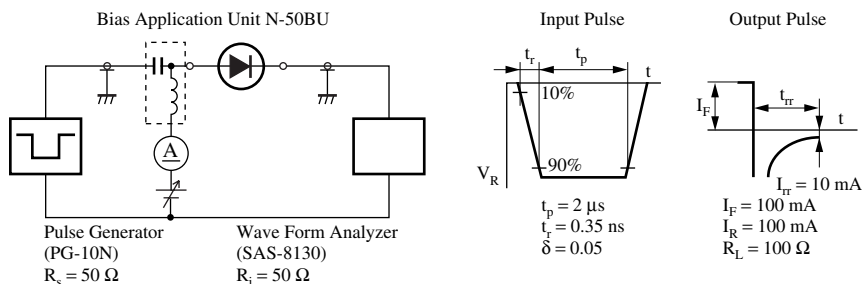 Bias Application Unit N-50BU
A
Pulse Generator
(PG-10N)
Rs = 50 Ω
Wave Form Analyzer
(SAS-8130)
Ri = 50 Ω
Input Pulse
tr
tp
t
10%
90%
VR
tp = 2 μs
tr = 0.35 ns
δ = 0.05
Output Pulse
IF
trr
t
Irr = 10 mA
IF = 100 mA
IR = 100 mA
RL = 100 Ω